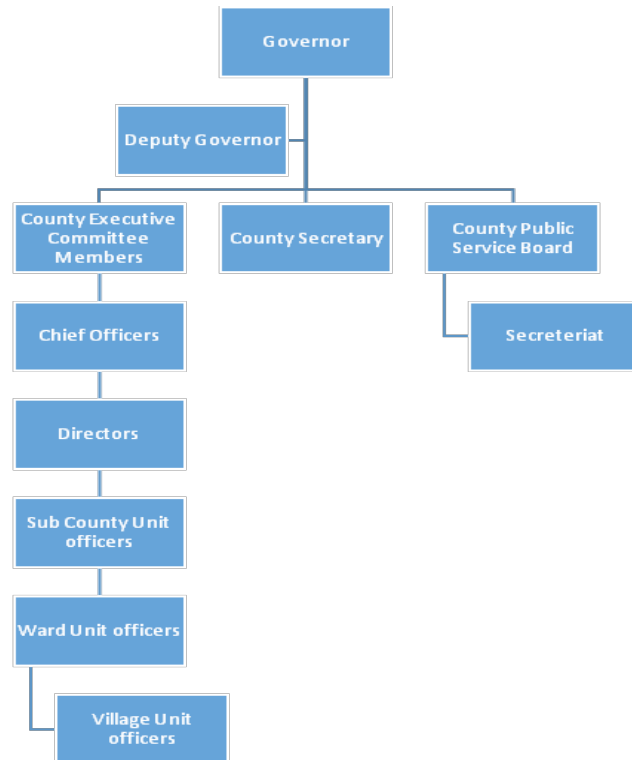 Governor
Deputy Governor
County Executive
Committee
Members
County Secretary
County Public
Service Board
Chief Officers
Secreteriat
Directors
Sub County Unit
officers
Ward Unit officers
Village Unit
officers